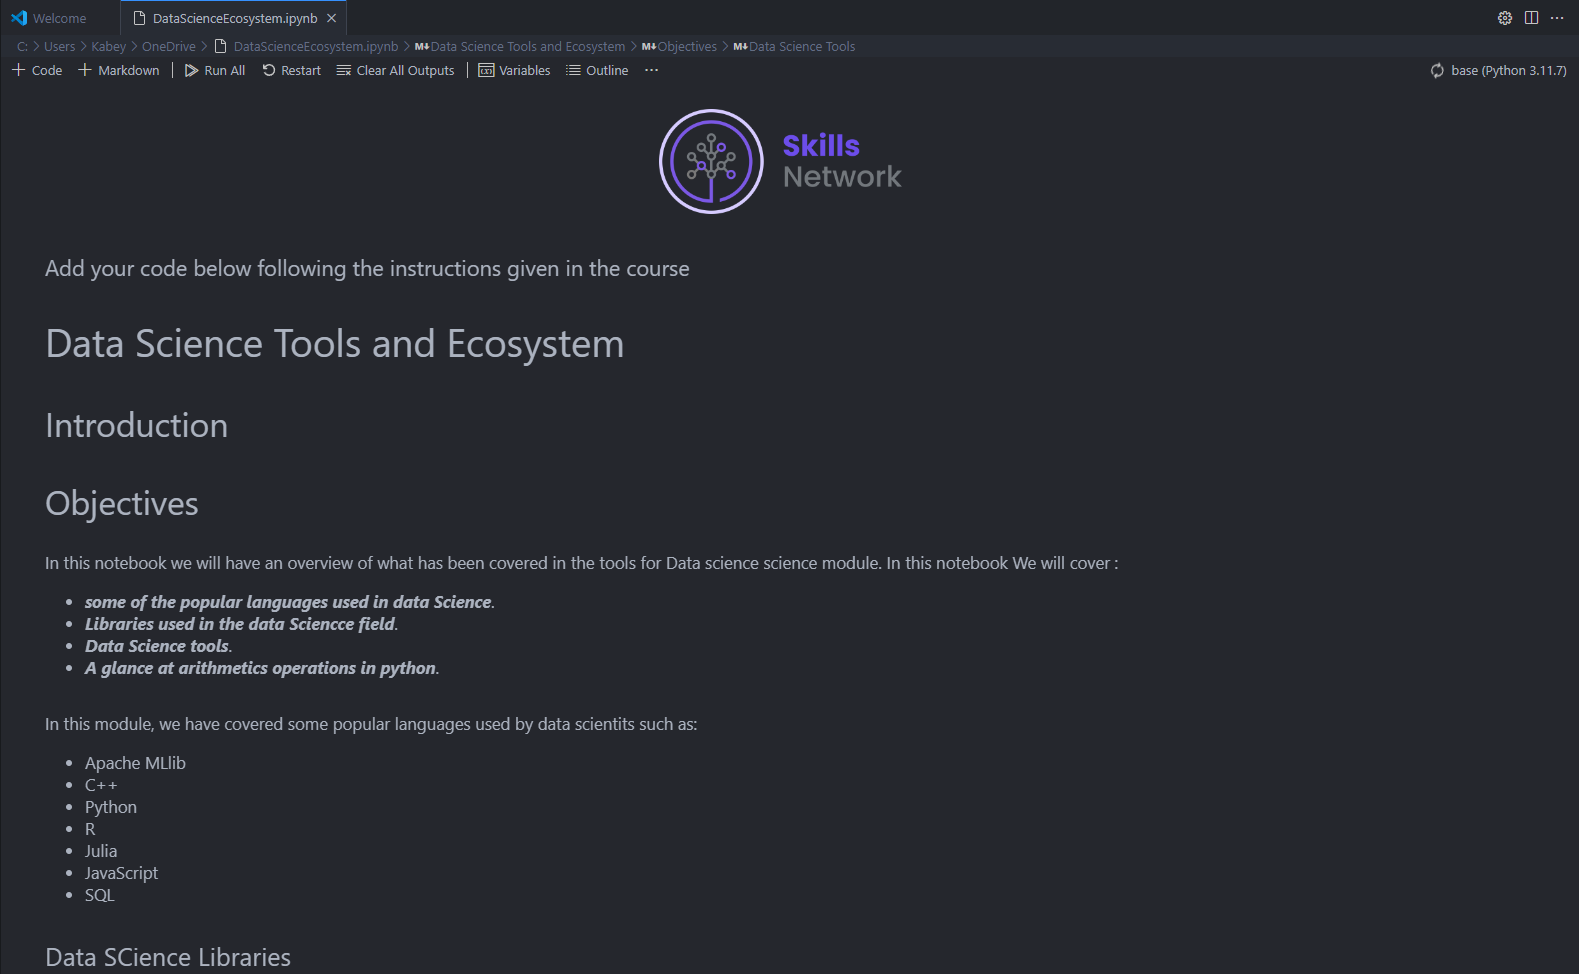 Welcome
DataScienceEcosystem.ipynb
C: > Users > Kabey > OneDrive > DataScienceEcosystem.ipynb > M↓Data Science Tools and Ecosystem > M↓Objectives > M↓Data Science Tools
+ Code + Markdown | Run All Restart Clear All Outputs | Variables Outline ··· base (Python 3.11.7)
Skills
Network
Add your code below following the instructions given in the course
Data Science Tools and Ecosystem
Introduction
Objectives
In this notebook we will have an overview of what has been covered in the tools for Data science science module. In this notebook We will cover :
• some of the popular languages used in data Science.
• Libraries used in the data Sciencce field.
• Data Science tools.
• A glance at arithmetics operations in python.
In this module, we have covered some popular languages used by data scientits such as:
• Apache MLlib
• C++
• Python
• R
• Julia
• JavaScript
• SQL
Data SCience Libraries